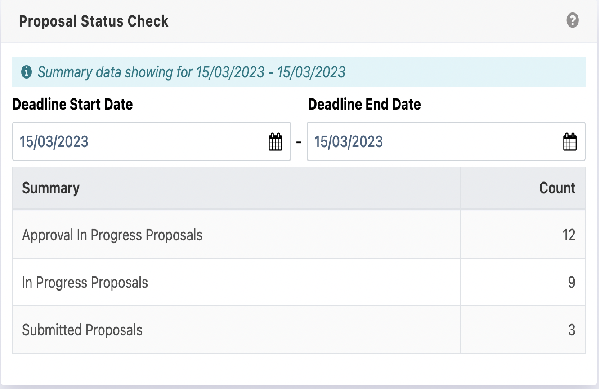 Proposal Status Check
Summary data showing for 15/03/2023 - 15/03/2023
Deadline Start Date Deadline End Date
15/03/2023 - 15/03/2023
Summary Count
Approval In Progress Proposals 12
In Progress Proposals 9
Submitted Proposals 3